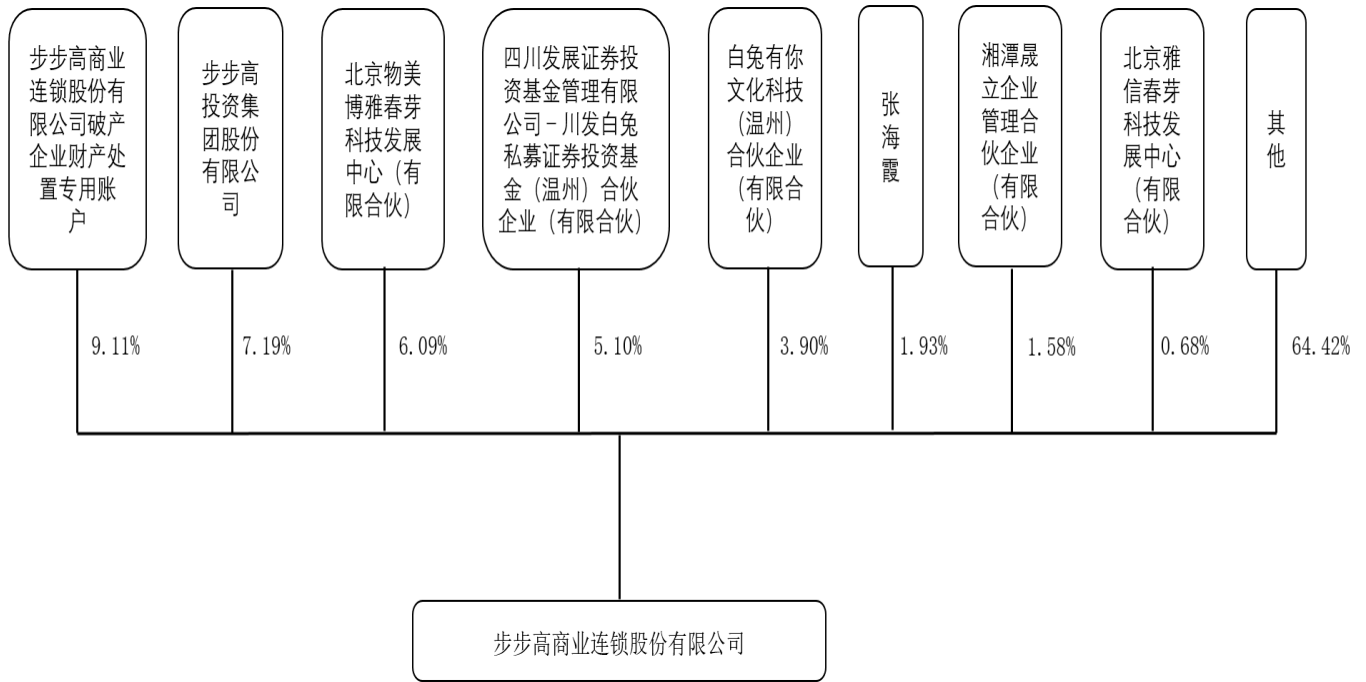 步步高商业
连锁股份有
限公司破产
企业财产处
置专用账
户
步步高
投资集
团股份
有限公
司
北京物美
博雅春芽
科技发展
中心（有
限合伙）
四川发展证券投
资基金管理有限
公司－川发白兔
私募证券投资基
金（温州）合伙
企业（有限合伙）
白兔有你
文化科技
（温州）
合伙企业
（有限合
伙）
张
海
霞
湘潭晟
立企业
管理合
伙企业
（有限
合伙）
北京雅
信春芽
科技发
展中心
（有限
合伙）
其
他
9.11%
7.19%
6.09%
5.10%
3.90%
1.93%
1.58%
0.68%
64.42%
步步高商业连锁股份有限公司